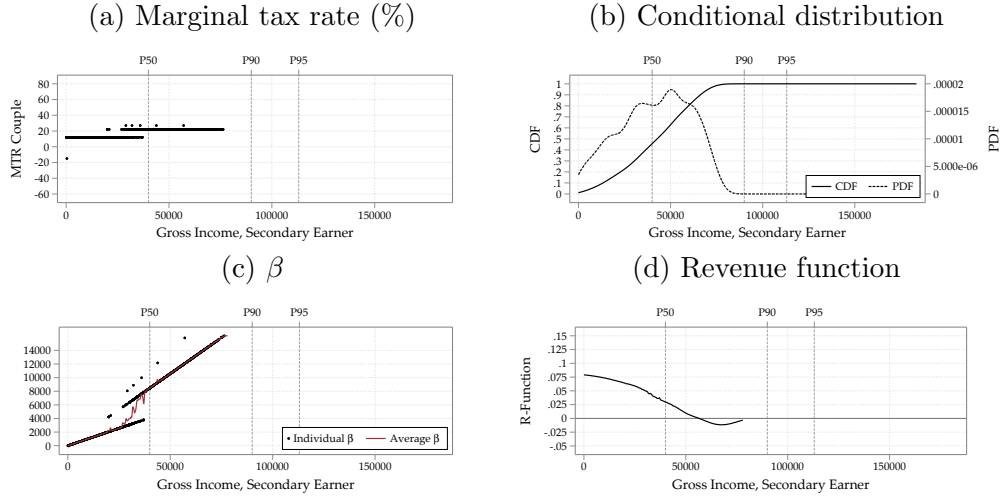 (a) Marginal tax rate (%)
P50 P90 P95
80
60
40
20
0
-20
-40
-60
MTR Couple
0 50000 100000 150000
Gross Income, Secondary Earner
(b) Conditional distribution
P50 P90 P95
1
.9
.8
.7
.6
.5
.4
.3
.2
.1
0
CDF
.00002
.000015
.00001
5.000e-06
0
PDF
CDF PDF
0 50000 100000 150000
Gross Income, Secondary Earner
(c) β
P50 P90 P95
14000
12000
10000
8000
6000
4000
2000
0
Individual β Average β
0 50000 100000 150000
Gross Income, Secondary Earner
(d) Revenue function
P50 P90 P95
.15
.125
.1
.075
.05
.025
0
-.025
-.05
R-Function
0 50000 100000 150000
Gross Income, Secondary Earner